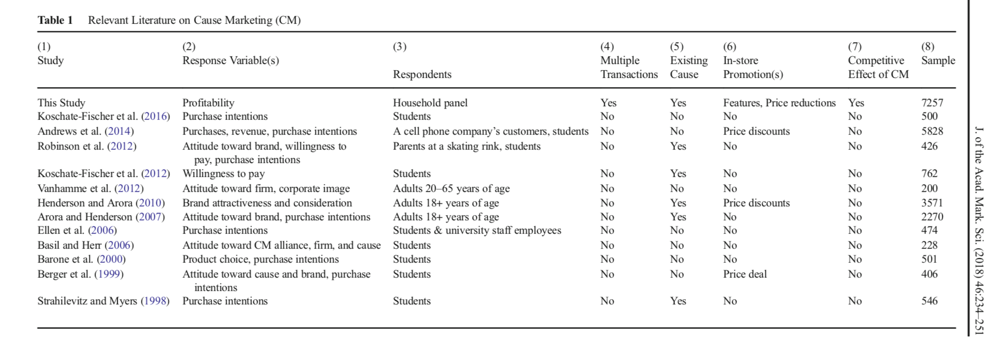 Table 1 Relevant Literature on Cause Marketing (CM)
(1) (2) (3) (4) (5) (6) (7) (8)
Study Response Variable(s) Multiple Existing In-store Competitive Sample
Respondents Transactions Cause Promotion(s) Effect of CM
This Study Profitability Household panel Yes Yes Features, Price reductions Yes 7257
Koschate-Fischer et al. (2016) Purchase intentions Students No No No No 500
Andrews et al. (2014) Purchases, revenue, purchase intentions A cell phone company’s customers, students No No Price discounts No 5828
Robinson et al. (2012) Attitude toward brand, willingness to Parents at a skating rink, students No Yes No No 426
pay, purchase intentions
Koschate-Fischer et al. (2012) Willingness to pay Students No Yes No No 762
Vanhamme et al. (2012) Attitude toward firm, corporate image Adults 20–65 years of age No No No No 200
Henderson and Arora (2010) Brand attractiveness and consideration Adults 18+ years of age No Yes Price discounts No 3571
Arora and Henderson (2007) Attitude toward brand, purchase intentions Adults 18+ years of age No Yes No No 2270
Ellen et al. (2006) Purchase intentions Students & university staff employees No No No No 474
Basil and Herr (2006) Attitude toward CM alliance, firm, and cause Students No No No No 228
Barone et al. (2000) Product choice, purchase intentions Students No No No No 501
Berger et al. (1999) Attitude toward cause and brand, purchase Students No No Price deal No 406
intentions
Strahilevitz and Myers (1998) Purchase intentions Students No Yes No No 546
J. of the Acad. Mark. Sci. (2018) 46:234–251